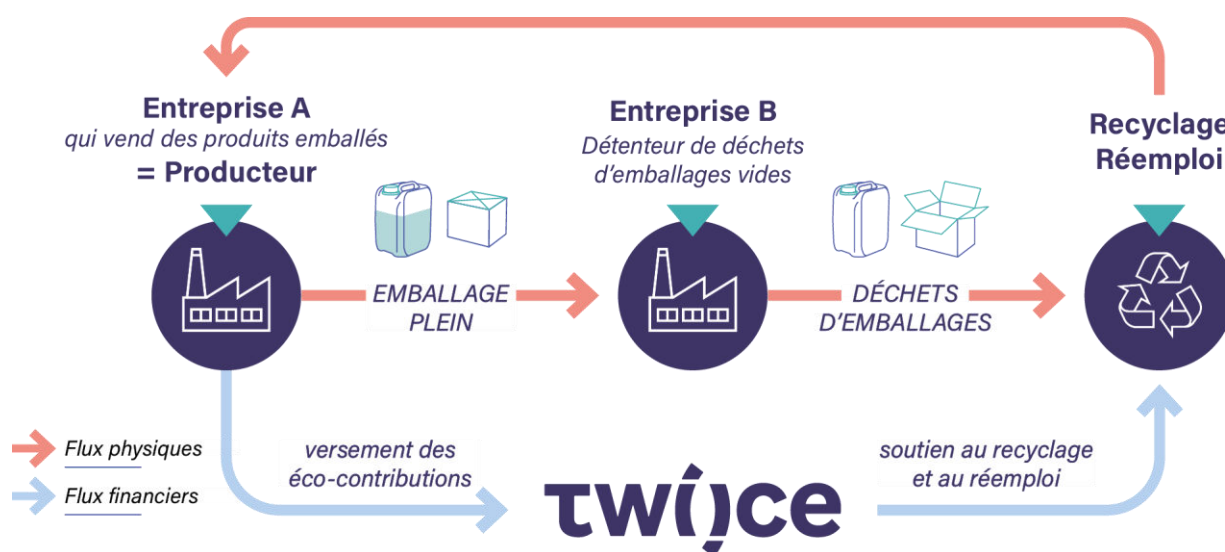 Entreprise A
qui vend des produits emballés
= Producteur
Entreprise B
Détenteur de déchets
d’emballages vides
Recyclage
Réemploi
EMBALLAGE
PLEIN
DÉCHETS
D’EMBALLAGES
Flux physiques
Flux financiers
versement des
éco-contributions
twiice
soutien au recyclage
et au réemploi